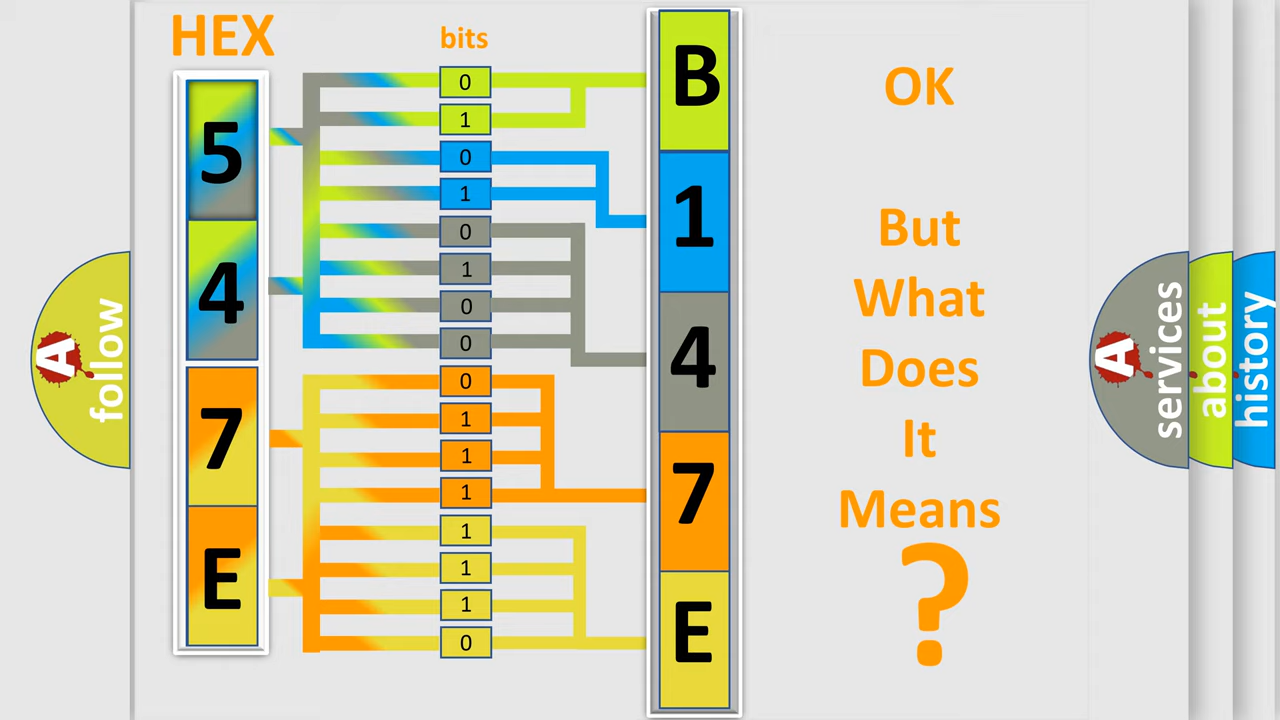 HEX
bits
5
4
7
E
0
1
0
1
0
1
0
0
0
1
1
1
1
1
1
0
B
1
4
7
E
OK
But
What
Does
It
Means
?
A
follow
A
services
about
history